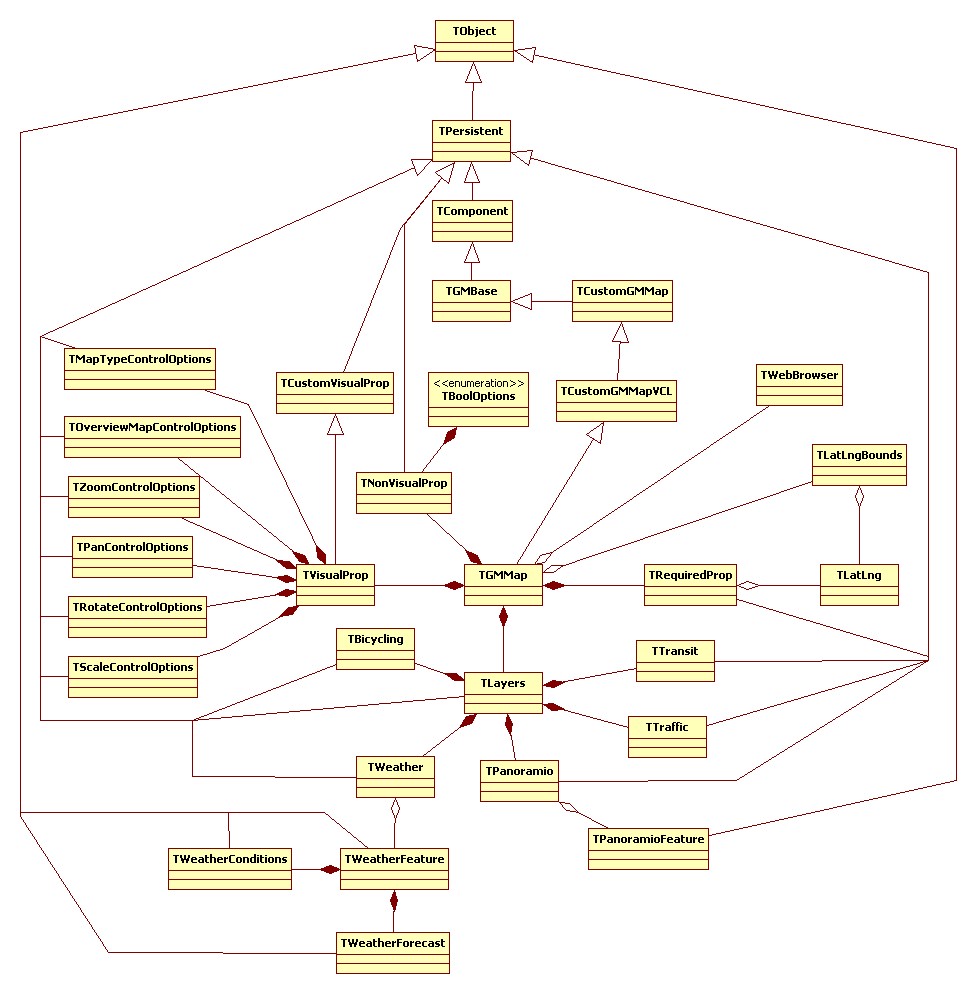 TObject
TPersistent
TComponent
TGMBase
TCustomGMMap
TMapTypeControlOptions
TCustomVisualProp
<<enumeration>>
TBoolOptions
TCustomGMMapVCL
TWebBrowser
TOverviewMapControlOptions
TLatLngBounds
TZoomControlOptions
TNonVisualProp
TPanControlOptions
TVisualProp
TGMMap
TRequiredProp
TLatLng
TRotateControlOptions
TBicycling
TTransit
TScaleControlOptions
TLayers
TTraffic
TWeather
TPanoramio
TPanoramioFeature
TWeatherConditions
TWeatherFeature
TWeatherForecast